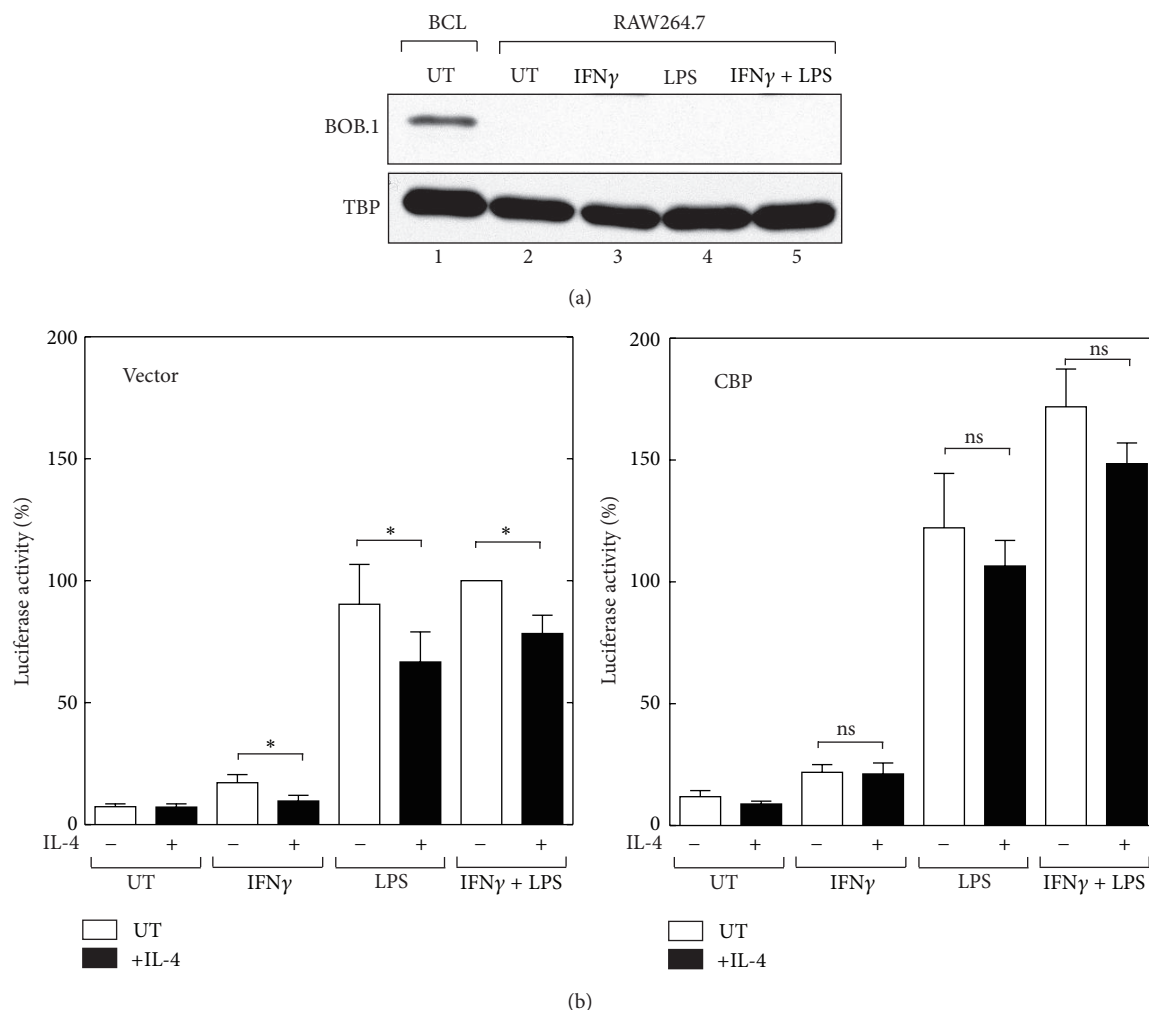 BCL RAW264.7
UT UT IFNγ LPS IFNγ + LPS
BOB.1
TBP
1 2 3 4 5
(a)
200
150
100
50
0
Luciferase activity (%)
Vector
*
*
*
IL-4 − + − + − + − +
UT IFNγ LPS IFNγ + LPS
UT
+IL-4
200
150
100
50
0
Luciferase activity (%)
CBP
ns
ns
ns
IL-4 − + − + − + − +
UT IFNγ LPS IFNγ + LPS
UT
+IL-4
(b)